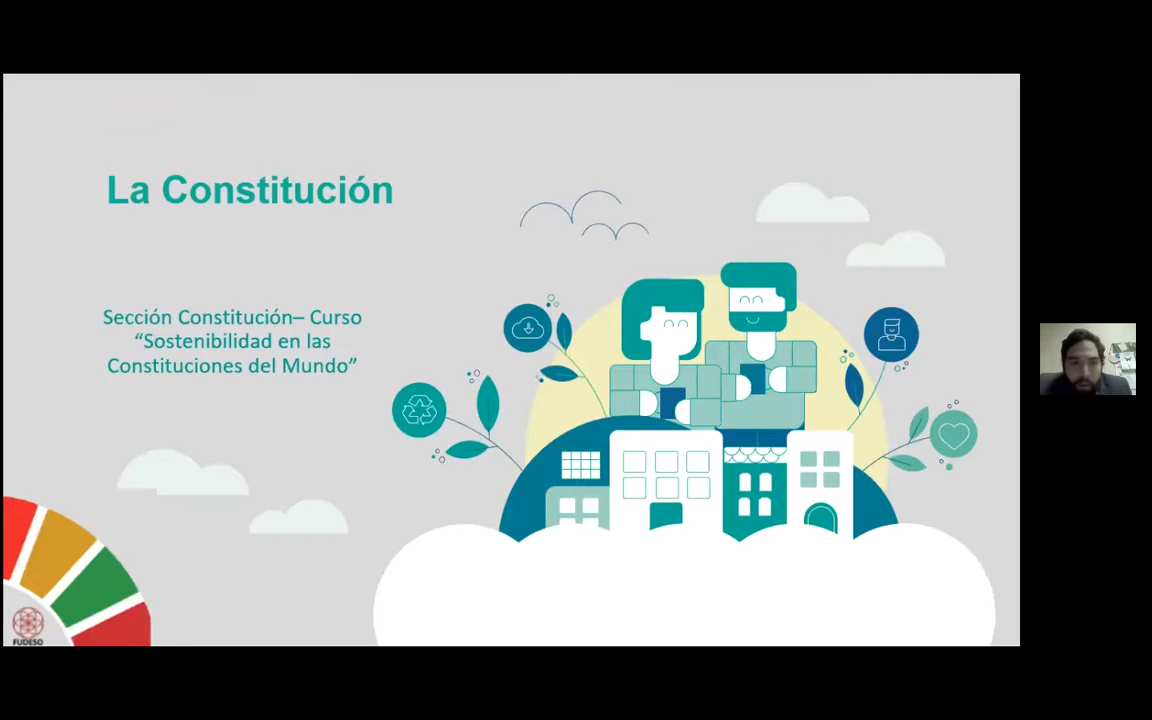 La Constitución
Sección Constitución– Curso
“Sostenibilidad en las
Constituciones del Mundo”
FUDESO